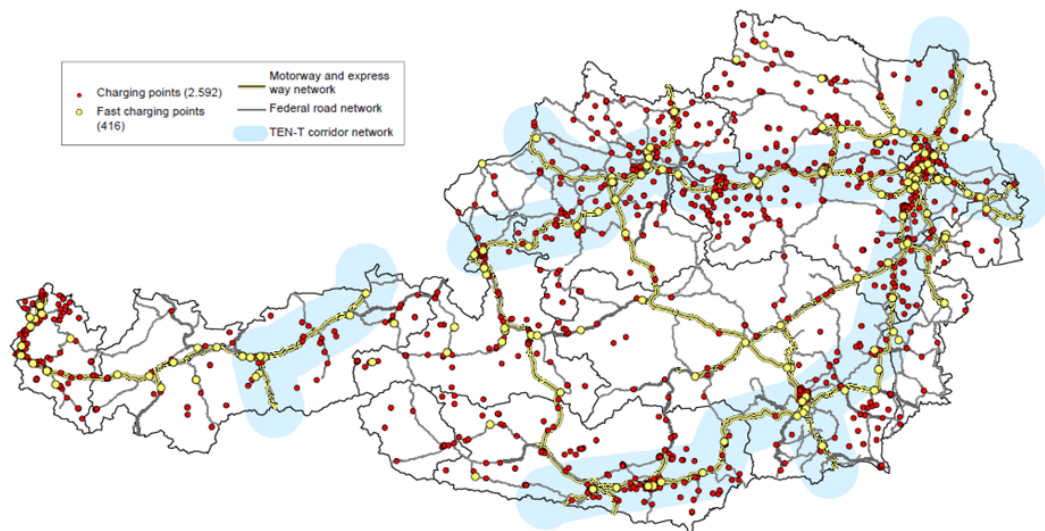 Charging points (2.592)
Fast charging points
(416)
Motorway and express
way network
Federal road network
TEN-T corridor network